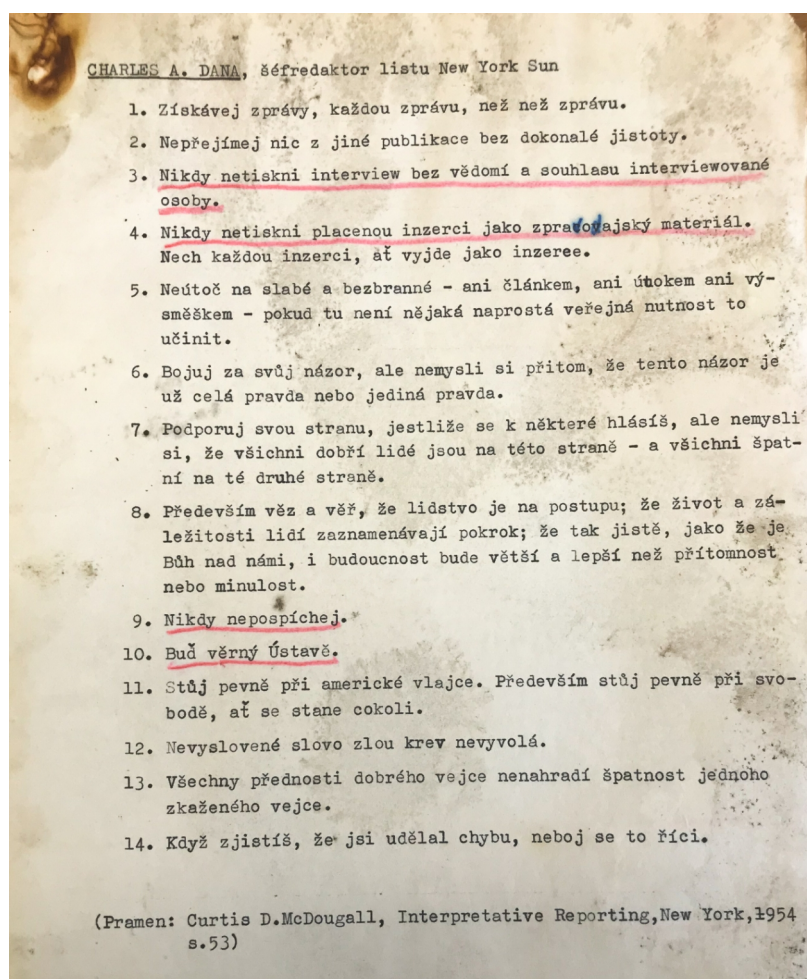 CHARLES A. DANA, šéfredaktor listu New York Sun
1. Získávej zprávy, každou zprávu, než než zprávu.
2. Nepřejímej nic z jiné publikace bez dokonalé jistoty.
3. Nikdy netiskni interview bez vědomí a souhlasu interviewované
osoby.
4. Nikdy netiskni placenou inzerci jako zpravodajský materiál.
Nech každou inzerci, ať vyjde jako inzeree.
5. Neútoč na slabé a bezbranné - ani článkem, ani útokem ani vý-
směškem - pokud tu není nějaká naprostá veřejná nutnost to
učinit.
6. Bojuj za svůj názor, ale nemysli si přitom, že tento názor je
už celá pravda nebo jediná pravda.
7. Podporuj svou stranu, jestliže se k některé hlásíš, ale nemysli
si, že všichni dobří lidé jsou na této straně - a všichni špat-
ní na té druhé straně.
8. Především věz a věř, že lidstvo je na postupu; že život a zá-
ležitosti lidí zaznamenávají pokrok; že tak jistě, jako že je
Bůh nad námi, i budoucnost bude větší a lepší než přítomnost
nebo minulost.
9. Nikdy nepospíchej.
10. Buď věrný Ústavě.
11. Stůj pevně při americké vlajce. Především stůj pevně při svo-
bodě, ať se stane cokoli.
12. Nevyslovené slovo zlou krev nevyvolá.
13. Všechny přednosti dobrého vejce nenahradí špatnost jednoho
zkaženého vejce.
14. Když zjistíš, že jsi udělal chybu, neboj se to říci.
(Pramen: Curtis D.McDougall, Interpretative Reporting,New York,1954
s.53)